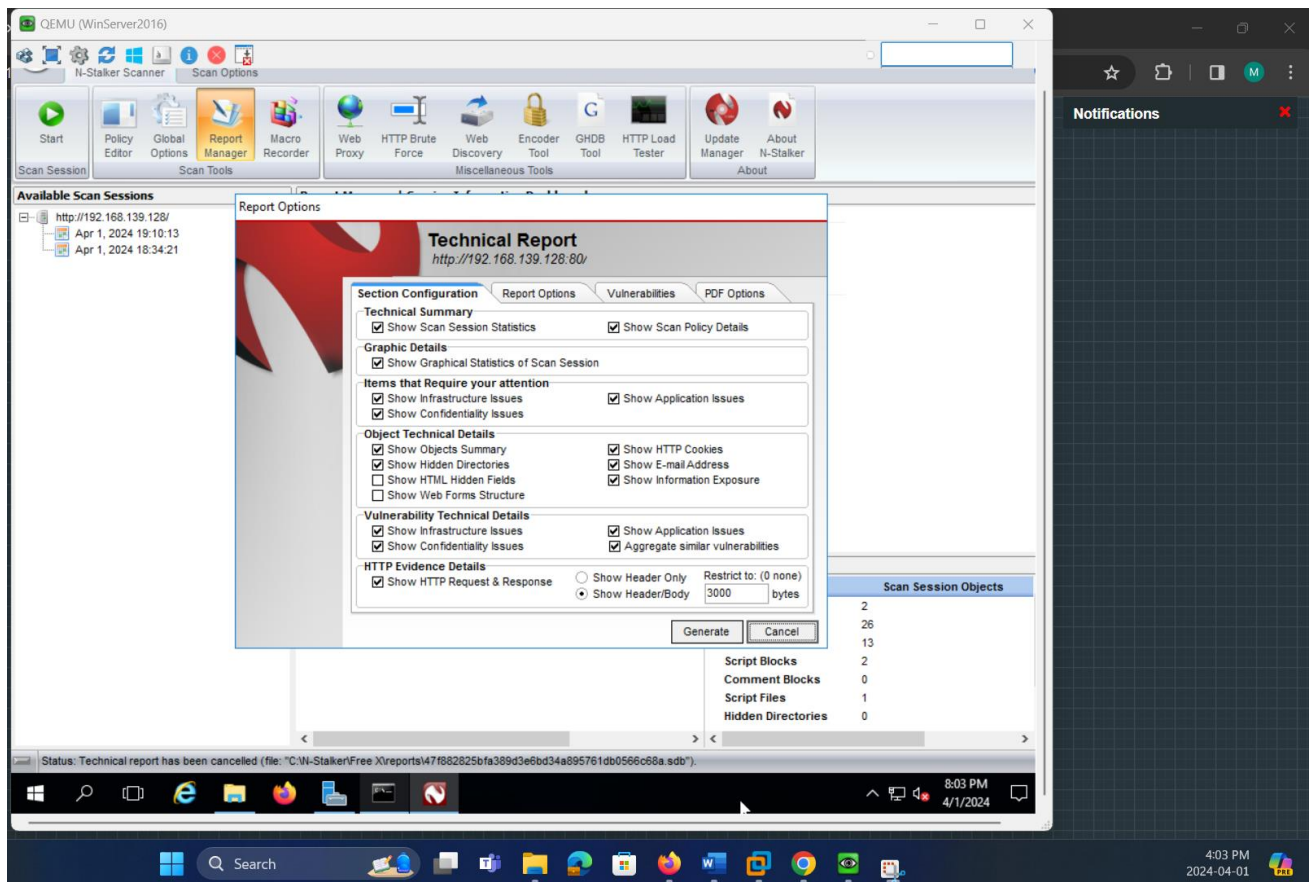 QEMU (WinServer2016)
N-Stalker Scanner Scan Options
Start
Policy Editor
Global Options
Report Manager
Macro Recorder
Web Proxy
HTTP Brute Force
Web Discovery
Encoder Tool
GHDB Tool
HTTP Load Tester
Update Manager
About N-Stalker
Scan Session Scan Tools Miscellaneous Tools About
Notifications
M
Available Scan Sessions
http://192.168.139.128/
Apr 1, 2024 19:10:13
Apr 1, 2024 18:34:21
Report Options
Technical Report
http://192.168.139.128:80/
Section Configuration Report Options Vulnerabilities PDF Options
Technical Summary
Show Scan Session Statistics Show Scan Policy Details
Graphic Details
Show Graphical Statistics of Scan Session
Items that Require your attention
Show Infrastructure Issues Show Application Issues
Show Confidentiality Issues
Object Technical Details
Show Objects Summary Show HTTP Cookies
Show Hidden Directories Show E-mail Address
Show HTML Hidden Fields Show Information Exposure
Show Web Forms Structure
Vulnerability Technical Details
Show Infrastructure Issues Show Application Issues
Show Confidentiality Issues Aggregate similar vulnerabilities
HTTP Evidence Details
Show HTTP Request & Response Show Header Only Restrict to: (0 none)
Show Header/Body 3000 bytes
Generate Cancel
Scan Session Objects
2
26
13
Script Blocks 2
Comment Blocks 0
Script Files 1
Hidden Directories 0
Status: Technical report has been cancelled (file: "C:\N-Stalker\Free X\reports\47f882825bfa389d3e6bd34a895761db0566c68a.sdb").
8:03 PM
4/1/2024
Search
4:03 PM
2024-04-01
PRE